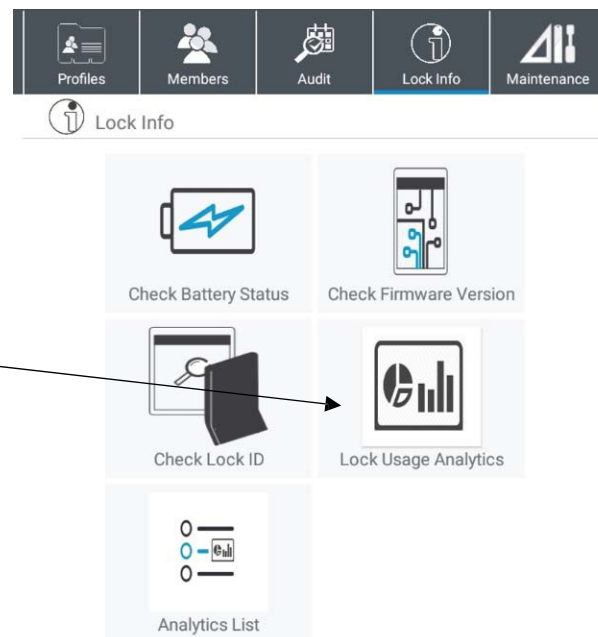 Profiles Members Audit Lock Info Maintenance
Lock Info
Check Battery Status Check Firmware Version
Check Lock ID Lock Usage Analytics
Analytics List